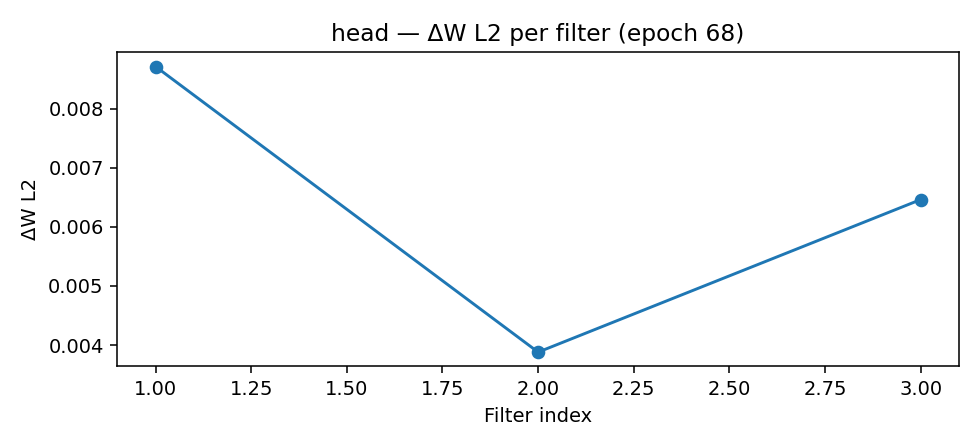 head — ΔW L2 per filter (epoch 68)
ΔW L2
0.008
0.007
0.006
0.005
0.004
1.00 1.25 1.50 1.75 2.00 2.25 2.50 2.75 3.00
Filter index